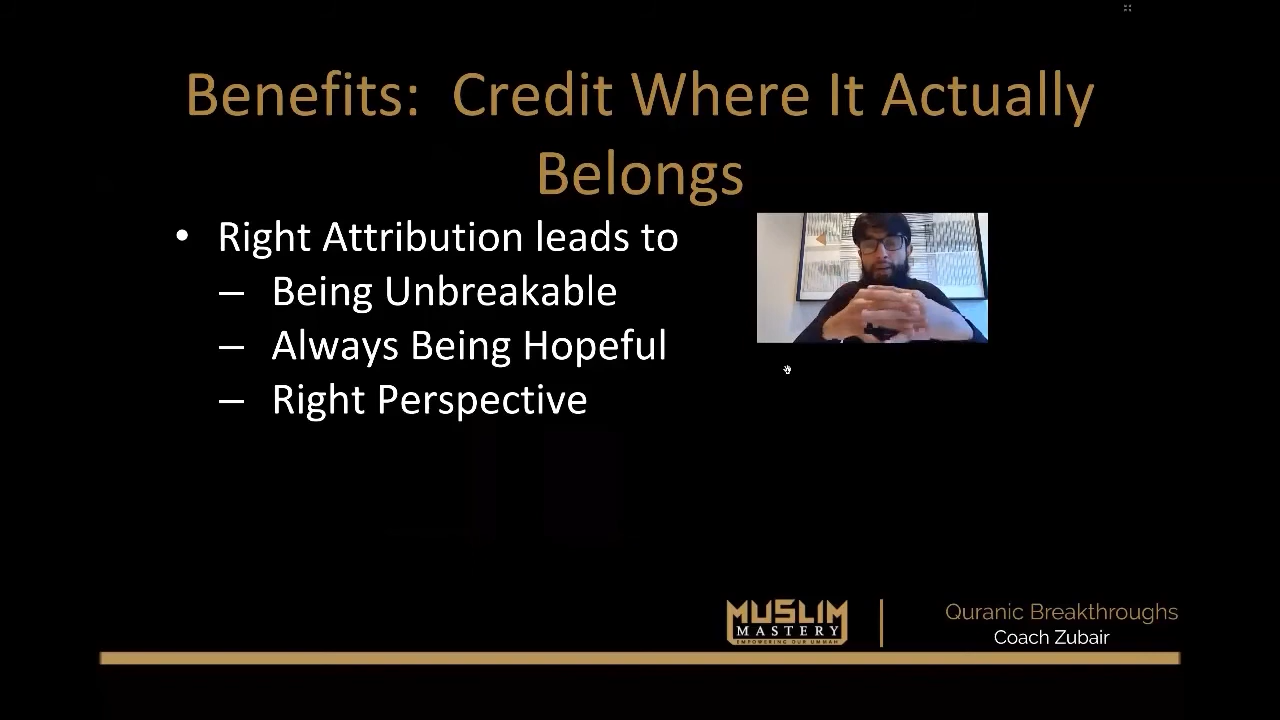 Benefits:  Credit Where It Actually
Belongs
• Right Attribution leads to
– Being Unbreakable
– Always Being Hopeful
– Right Perspective
MUSLIM
MASTERY
EMPOWERING OUR UMMAH
Quranic Breakthroughs
Coach Zubair